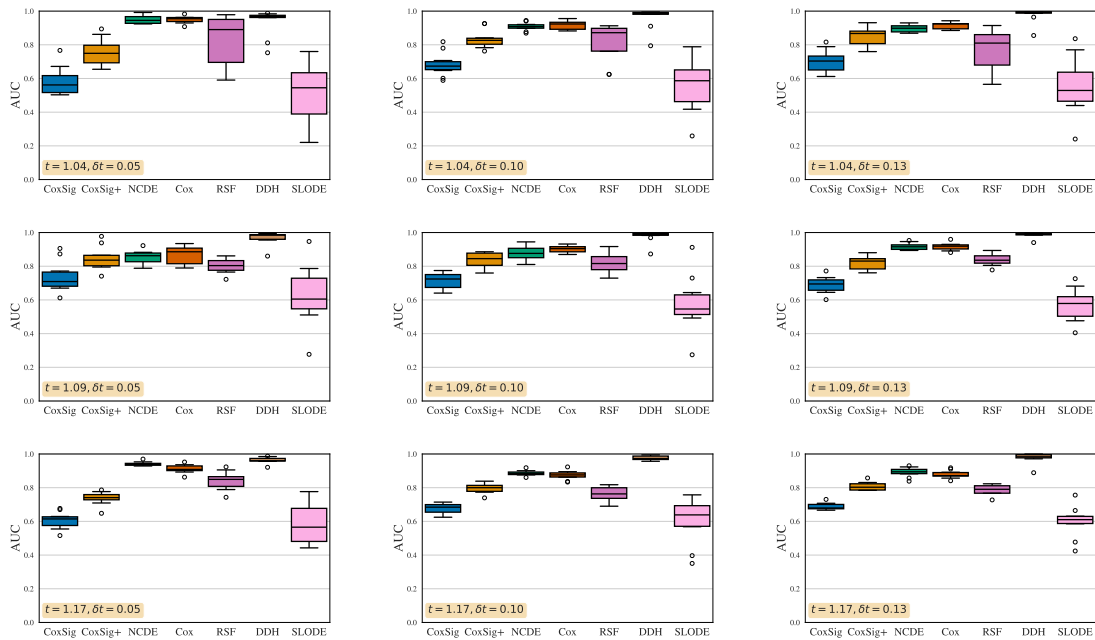 AUC
1.0
0.8
0.6
0.4
0.2
0.0
t = 1.04, δt = 0.05
CoxSig CoxSig+ NCDE Cox RSF DDH SLODE
AUC
1.0
0.8
0.6
0.4
0.2
0.0
t = 1.04, δt = 0.10
CoxSig CoxSig+ NCDE Cox RSF DDH SLODE
AUC
1.0
0.8
0.6
0.4
0.2
0.0
t = 1.04, δt = 0.13
CoxSig CoxSig+ NCDE Cox RSF DDH SLODE
AUC
1.0
0.8
0.6
0.4
0.2
0.0
t = 1.09, δt = 0.05
CoxSig CoxSig+ NCDE Cox RSF DDH SLODE
AUC
1.0
0.8
0.6
0.4
0.2
0.0
t = 1.09, δt = 0.10
CoxSig CoxSig+ NCDE Cox RSF DDH SLODE
AUC
1.0
0.8
0.6
0.4
0.2
0.0
t = 1.09, δt = 0.13
CoxSig CoxSig+ NCDE Cox RSF DDH SLODE
AUC
1.0
0.8
0.6
0.4
0.2
0.0
t = 1.17, δt = 0.05
CoxSig CoxSig+ NCDE Cox RSF DDH SLODE
AUC
1.0
0.8
0.6
0.4
0.2
0.0
t = 1.17, δt = 0.10
CoxSig CoxSig+ NCDE Cox RSF DDH SLODE
AUC
1.0
0.8
0.6
0.4
0.2
0.0
t = 1.17, δt = 0.13
CoxSig CoxSig+ NCDE Cox RSF DDH SLODE